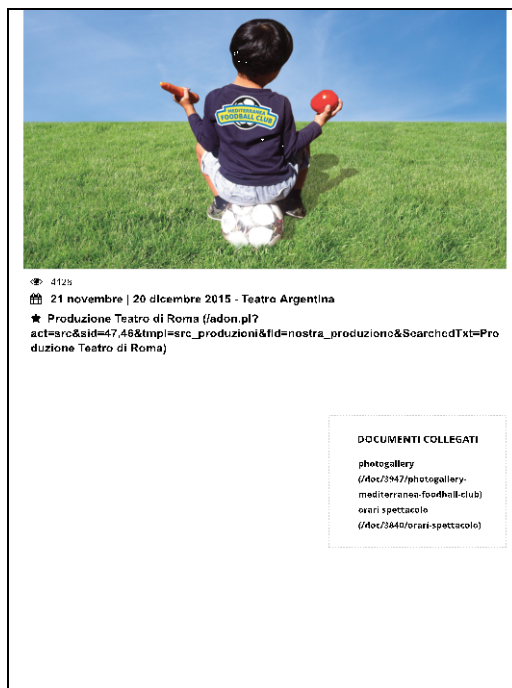 MEDITERRANEA
FOODBALL CLUB
21 novembre | 20 dicembre 2015 - Teatro Argentina
Produzione Teatro di Roma (/adon.pl?
act=src&sid=47,46&tmpl=src_produzioni&fld=nostra_produzione&SearchedTxt=Pro
duzione Teatro di Roma)
DOCUMENTI COLLEGATI
photogallery
(/doc/3947/photogallery-
mediterranea-foodball-club)
orari spettacolo
(/doc/3840/orari-spettacolo)